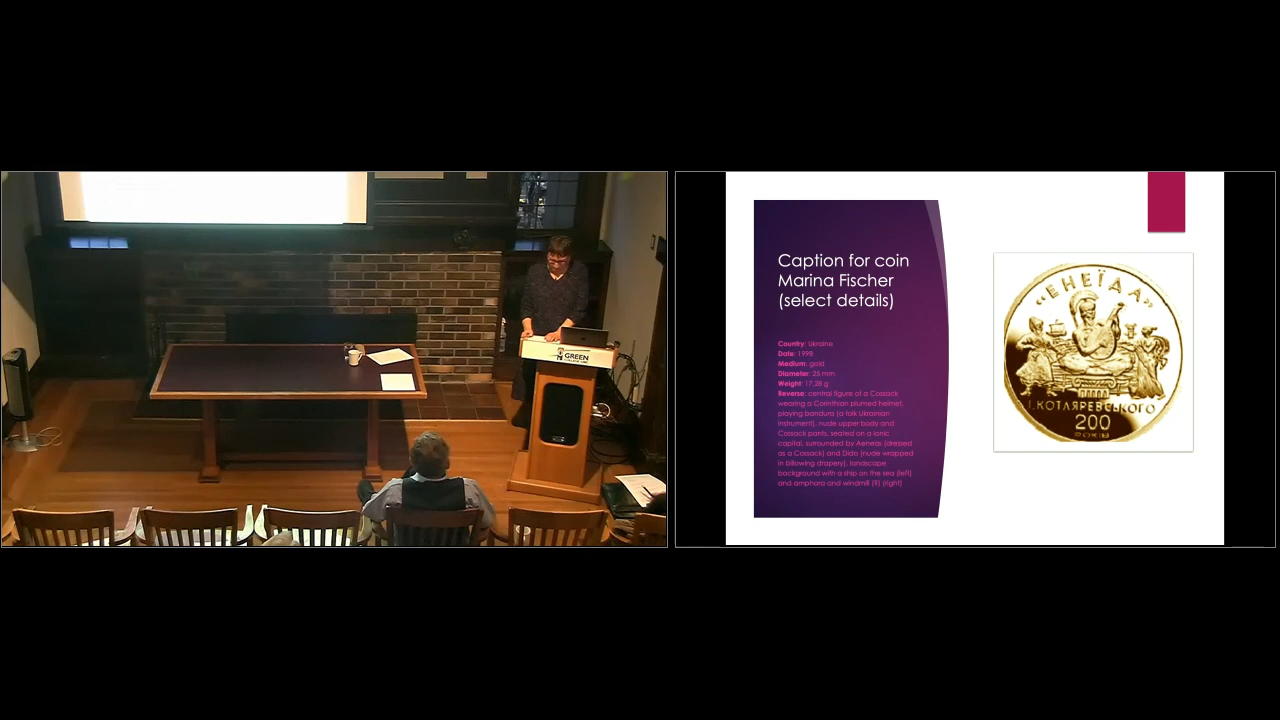 GREEN
Caption for coin
Marina Fischer
(select details)
Country: Ukraine
Date: 1998
Medium: gold
Diameter: 25 mm
Weight: 17,28 g
Reverse: central figure of a Cossack
wearing a Corinthian plumed helmet,
playing bandura (a folk Ukrainian
instrument), nude upper body and
Cossack pants, seated on a Ionic
capital, surrounded by Aeneas (dressed
as a Cossack) and Dido (nude wrapped
in billowing drapery), landscape
background with a ship on the sea (left)
and amphora and windmill (?) (right)
«ЕНЕЇДА»
І.КОТЛЯРЕВСЬКОГО
200
РОКІВ